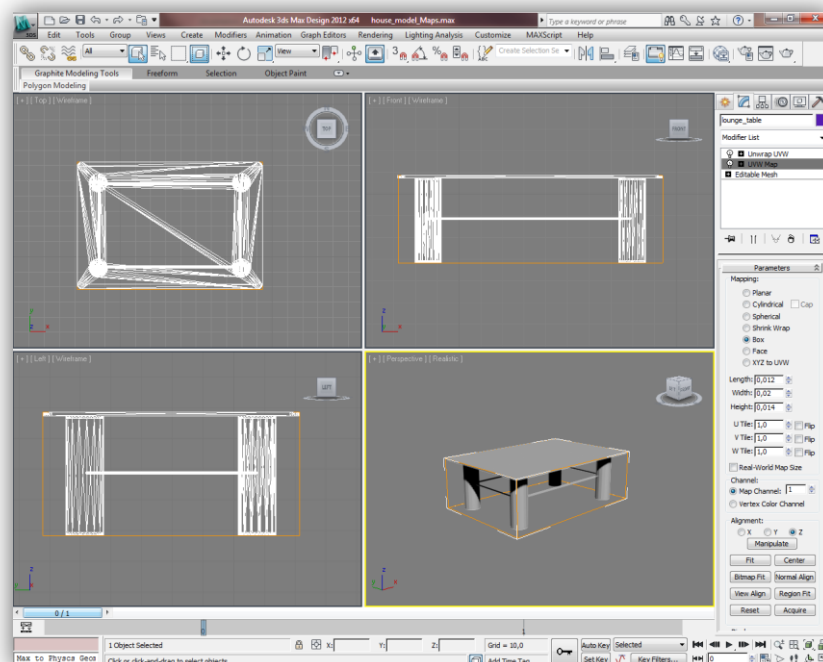 Autodesk 3ds Max Design 2012 x64 house_model_Maps.max
Type a keyword or phrase
Edit Tools Group Views Create Modifiers Animation Graph Editors Rendering Lighting Analysis Customize MAXScript Help
All View 3 Create Selection Se
Graphite Modeling Tools Freeform Selection Object Paint
Polygon Modeling
[ + ] [ Top ] [ Wireframe ]
TOP
[ + ] [ Front ] [ Wireframe ]
FRONT
lounge_table
Modifier List
Unwrap UVW
UVW Map
Editable Mesh
Parameters
Mapping:
Planar
Cylindrical Cap
Spherical
Shrink Wrap
Box
Face
XYZ to UVW
Length: 0,012
Width: 0,02
Height: 0,014
U Tile: 1,0 Flip
V Tile: 1,0 Flip
W Tile: 1,0 Flip
Real-World Map Size
Channel:
Map Channel: 1
Vertex Color Channel
Alignment:
X Y Z
Manipulate
Fit Center
Bitmap Fit Normal Align
View Align Region Fit
Reset Acquire
[ + ] [ Left ] [ Wireframe ]
LEFT
[ + ] [ Perspective ] [ Realistic ]
0 / 1
1 Object Selected X: Y: Z: Grid = 10,0 Auto Key Selected
Max to Physcs Geos Click or click-and-drag to select objects Add Time Tag Set Key Key Filters... 0